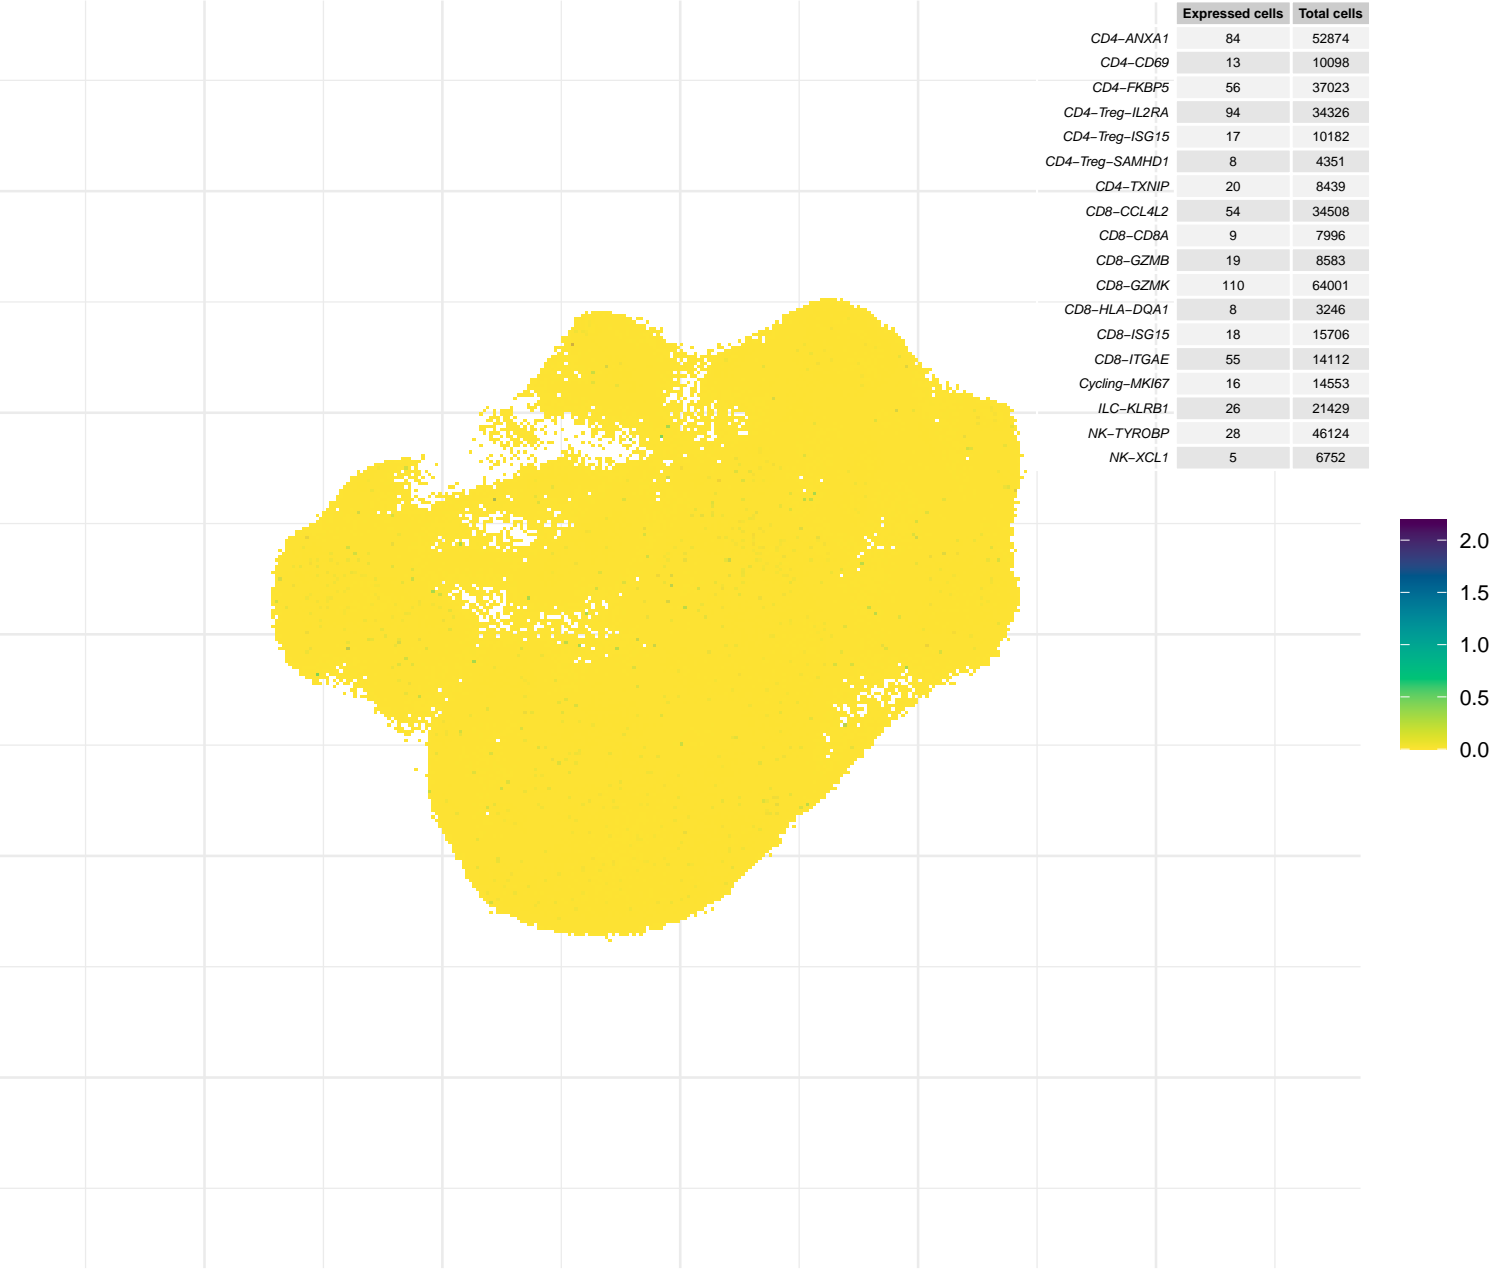 Expressed cells Total cells
CD4−ANXA1 84 52874
CD4−CD69 13 10098
CD4−FKBP5 56 37023
CD4−Treg−IL2RA 94 34326
CD4−Treg−ISG15 17 10182
CD4−Treg−SAMHD1 8 4351
CD4−TXNIP 20 8439
CD8−CCL4L2 54 34508
CD8−CD8A 9 7996
CD8−GZMB 19 8583
CD8−GZMK 110 64001
CD8−HLA−DQA1 8 3246
CD8−ISG15 18 15706
CD8−ITGAE 55 14112
Cycling−MKI67 16 14553
ILC−KLRB1 26 21429
NK−TYROBP 28 46124
NK−XCL1 5 6752
2.0
1.5
1.0
0.5
0.0